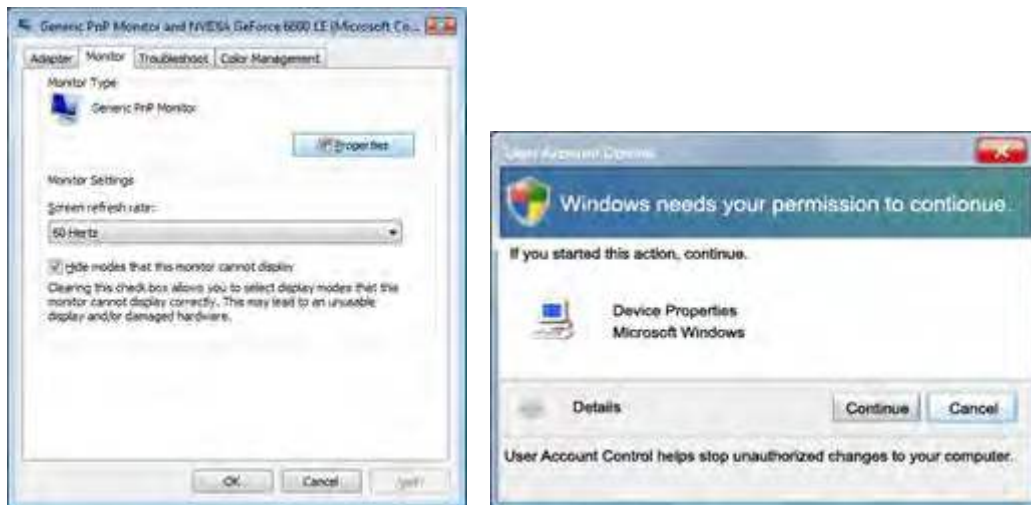 Generic PnP Monitor and NVIDIA GeForce 6600 LE (Microsoft Co...
Adapter Monitor Troubleshoot Color Management
Monitor Type
Generic PnP Monitor
Properties
Monitor Settings
Screen refresh rate:
60 Hertz
Hide modes that this monitor cannot display
Clearing this check box allows you to select display modes that this
monitor cannot display correctly. This may lead to an unusable
display and/or damaged hardware.
OK Cancel Apply
User Account Control
Windows needs your permission to contionue.
If you started this action, continue.
Device Properties
Microsoft Windows
Details Continue Cancel
User Account Control helps stop unauthorized changes to your computer.